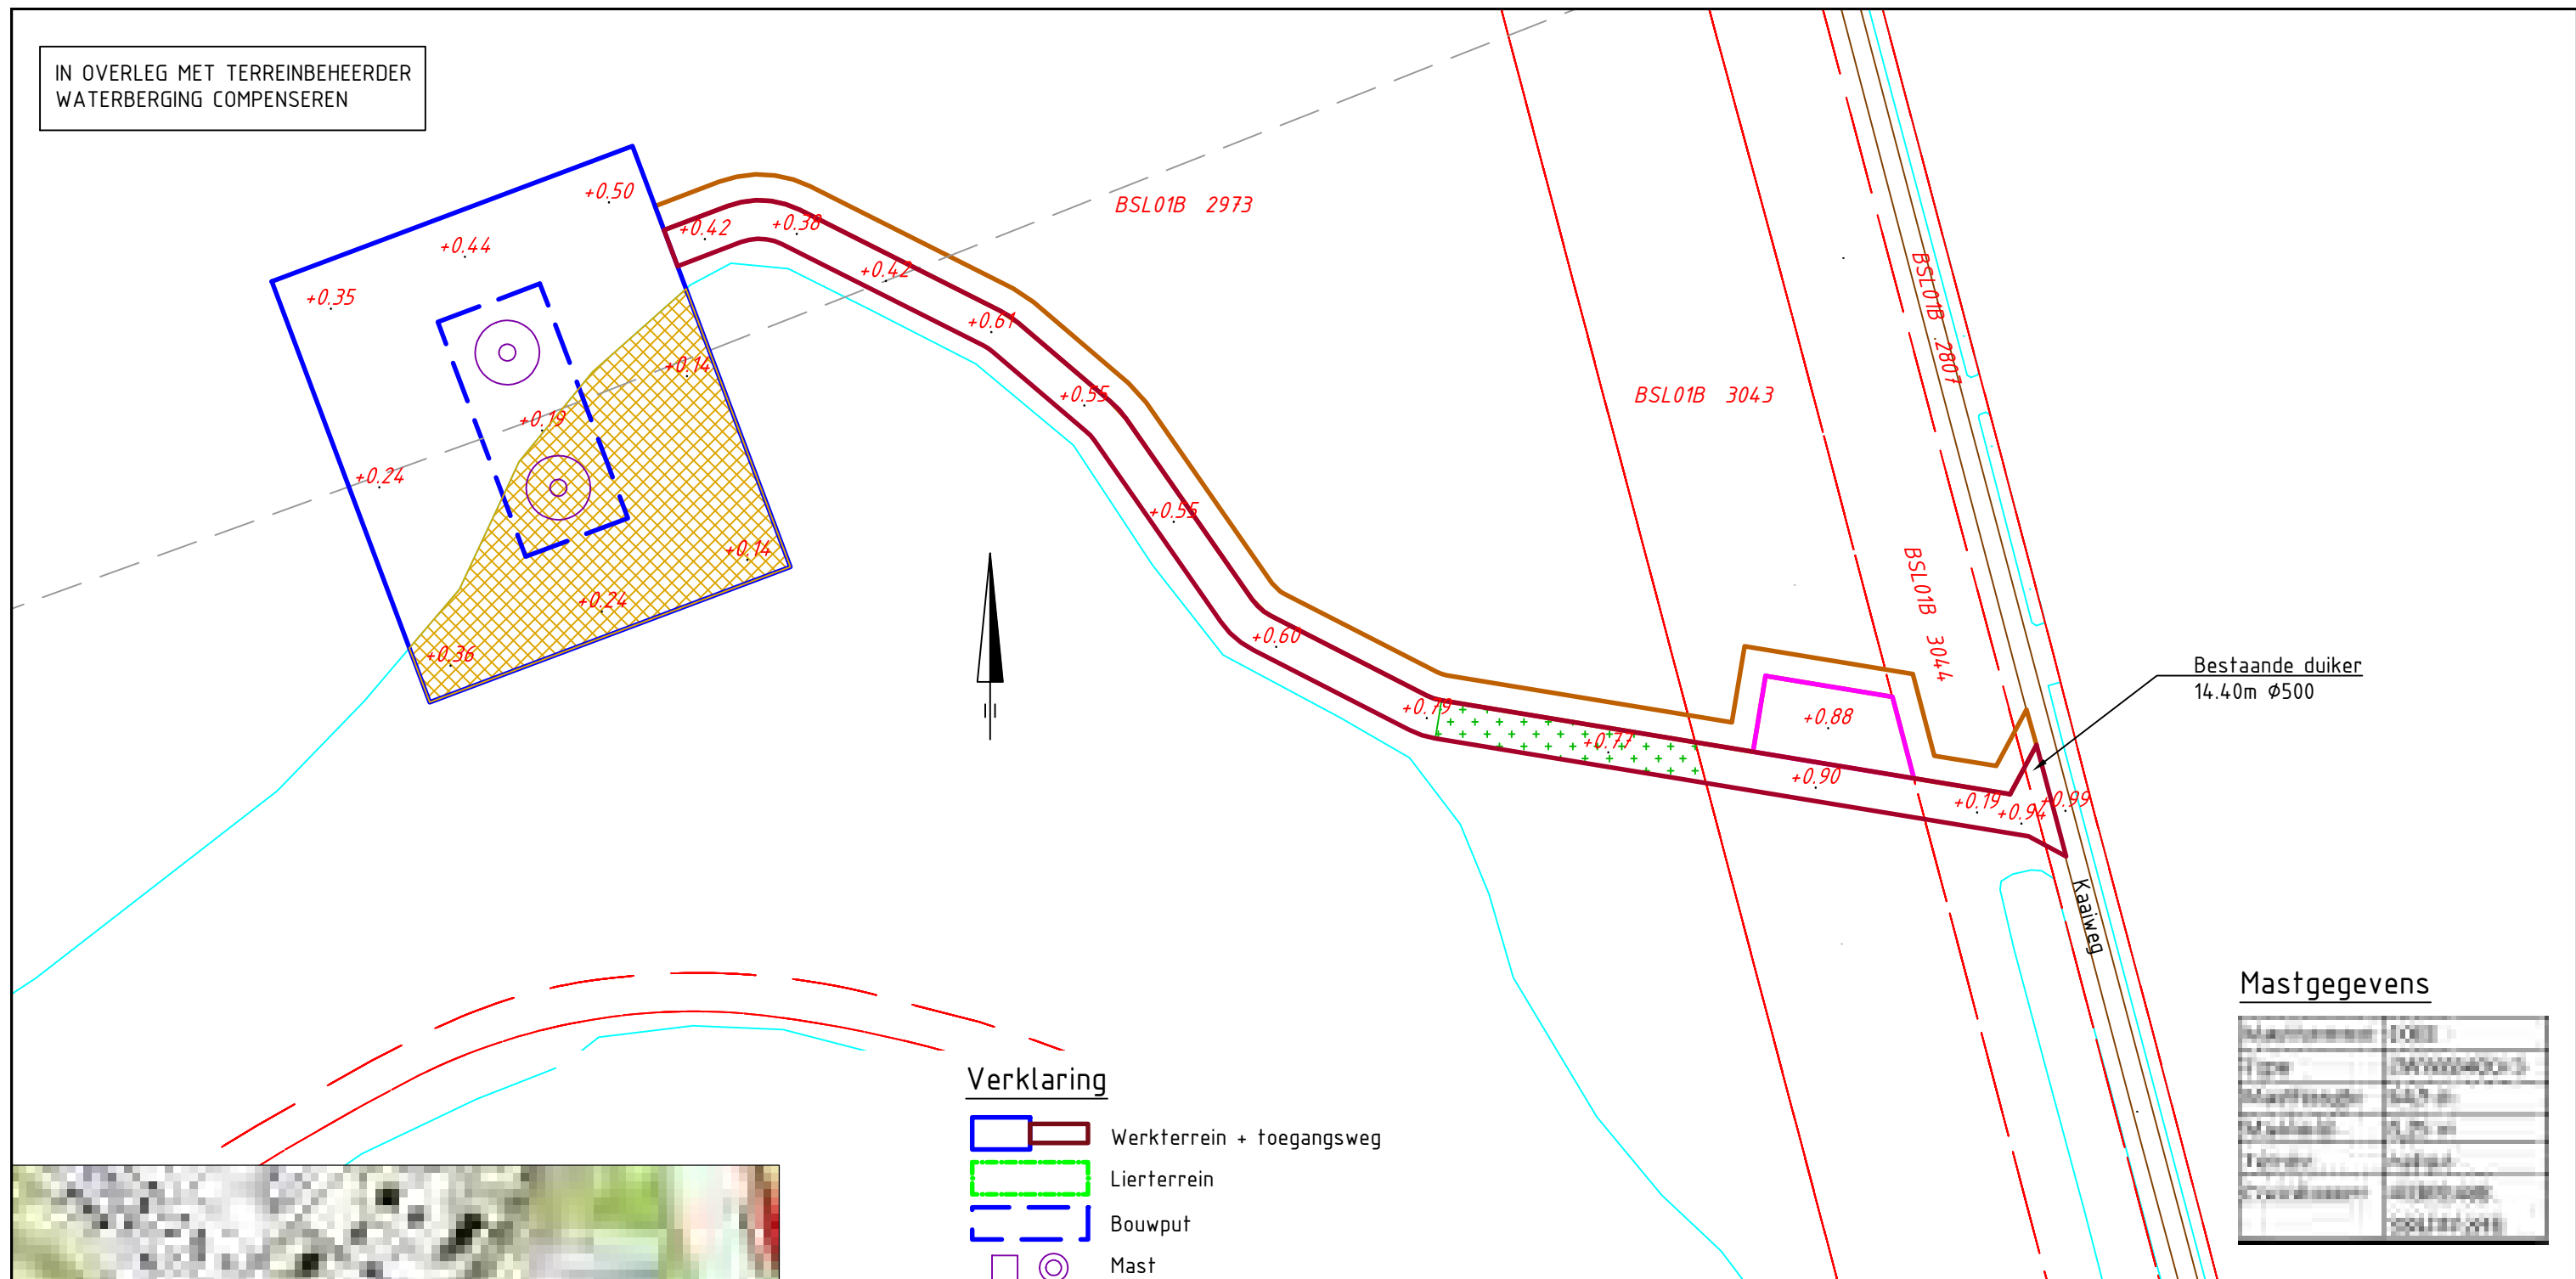 IN OVERLEG MET TERREINBEHEERDER
WATERBERGING COMPENSEREN
+0.50
+0.42
+0.38
+0.44
+0.42
+0.35
+0.61
+0.14
+0.55
+0.19
+0.24
+0.55
+0.14
+0.24
+0.36
+0.60
+0.79
+0.77
+0.88
+0.90
+0.19
+0.94
+0.99
BSL01B 2973
BSL01B 3043
BSL01B 2807
BSL01B 3044
Bestaande duiker
14.40m Ø500
Kaaiweg
Mastgegevens
Verklaring
Werkterrein + toegangsweg
Lierterrein
Bouwput
Mast